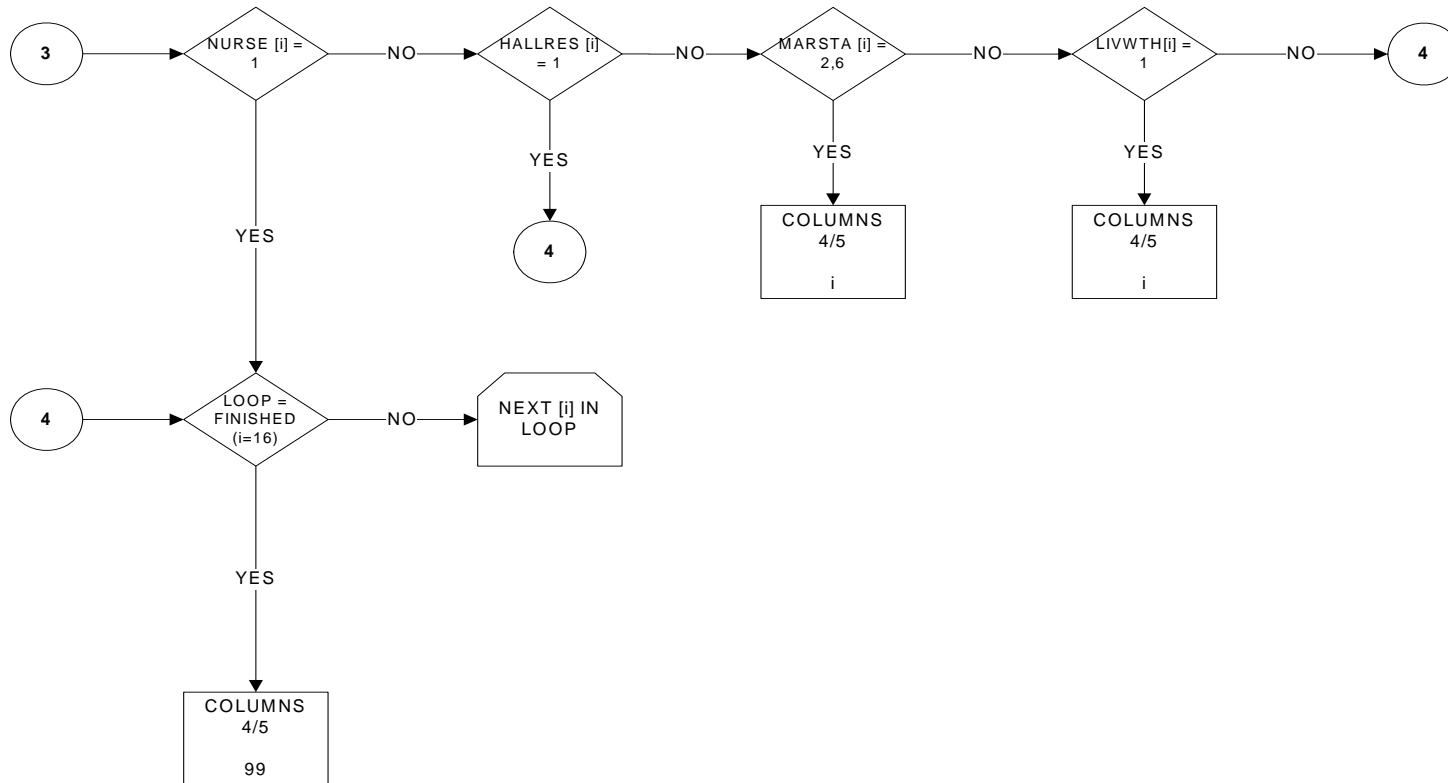 3
NURSE [i] =
1
NO
HALLRES [i]
= 1
NO
MARSTA [i] =
2,6
NO
LIVWTH[i] =
1
NO
4
YES
YES
YES
YES
4
COLUMNS
4/5
i
COLUMNS
4/5
i
4
LOOP =
FINISHED
(i=16)
NO
NEXT [i] IN
LOOP
YES
COLUMNS
4/5
99